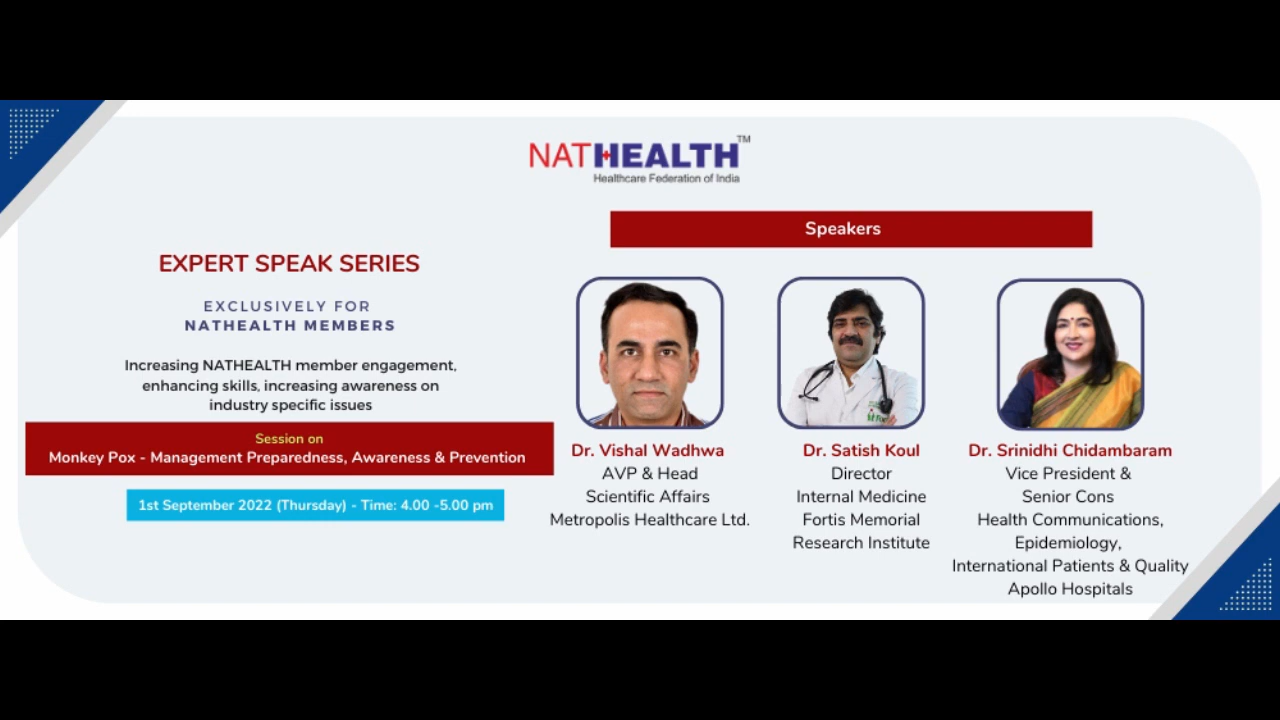 NATHEALTH TM
Healthcare Federation of India
EXPERT SPEAK SERIES
EXCLUSIVELY FOR
NATHEALTH MEMBERS
Increasing NATHEALTH member engagement,
enhancing skills, increasing awareness on
industry specific issues
Session on
Monkey Pox - Management Preparedness, Awareness & Prevention
1st September 2022 (Thursday) - Time: 4.00 -5.00 pm
Speakers
Dr. Vishal Wadhwa
AVP & Head
Scientific Affairs
Metropolis Healthcare Ltd.
Dr. Satish Koul
Director
Internal Medicine
Fortis Memorial
Research Institute
Dr. Srinidhi Chidambaram
Vice President &
Senior Cons
Health Communications,
Epidemiology,
International Patients & Quality
Apollo Hospitals